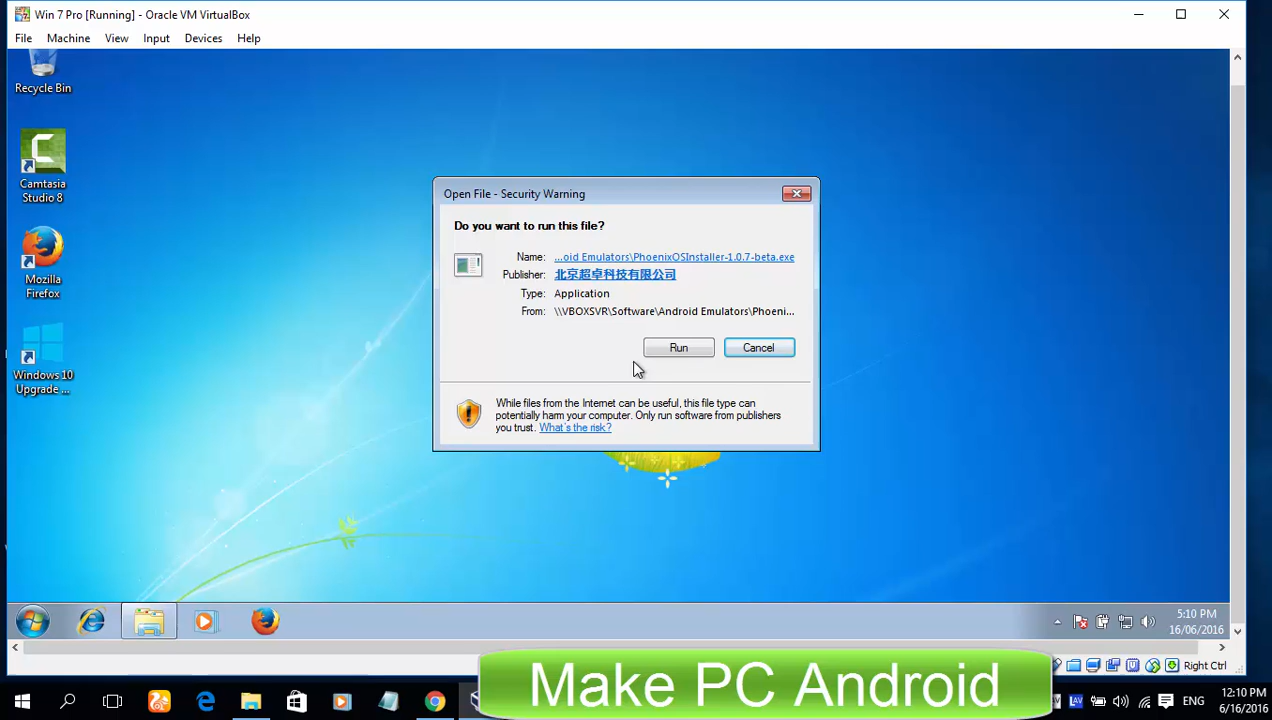 Win 7 Pro [Running] - Oracle VM VirtualBox
File Machine View Input Devices Help
Recycle Bin
Camtasia
Studio 8
Mozilla
Firefox
Windows 10
Upgrade ...
Open File - Security Warning
Do you want to run this file?
Name: ...oid Emulators\PhoenixOSInstaller-1.0.7-beta.exe
Publisher: 北京超卓科技有限公司
Type: Application
From: \\VBOXSVR\Software\Android Emulators\Phoeni...
Run Cancel
While files from the Internet can be useful, this file type can
potentially harm your computer. Only run software from publishers
you trust. What's the risk?
5:10 PM
16/06/2016
Right Ctrl
Make PC Android
LAV
ENG
12:10 PM
6/16/2016